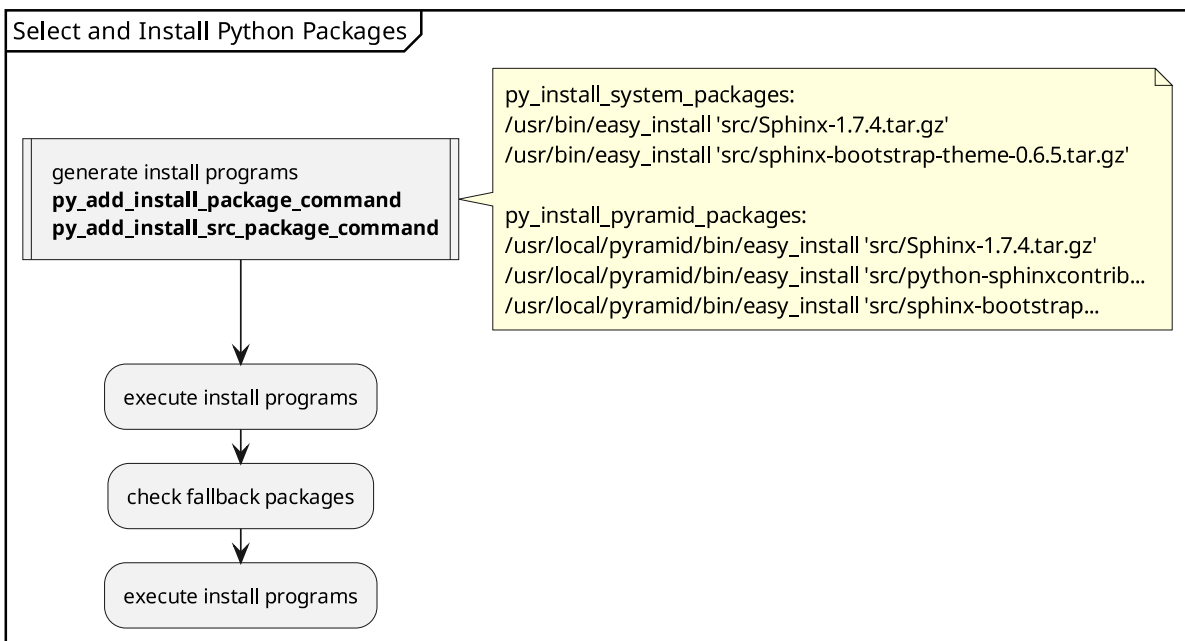 Select and Install Python Packages
generate install programs
py_add_install_package_command
py_add_install_src_package_command
py_install_system_packages:
/usr/bin/easy_install 'src/Sphinx-1.7.4.tar.gz'
/usr/bin/easy_install 'src/sphinx-bootstrap-theme-0.6.5.tar.gz'
py_install_pyramid_packages:
/usr/local/pyramid/bin/easy_install 'src/Sphinx-1.7.4.tar.gz'
/usr/local/pyramid/bin/easy_install 'src/python-sphinxcontrib...
/usr/local/pyramid/bin/easy_install 'src/sphinx-bootstrap...
execute install programs
check fallback packages
execute install programs